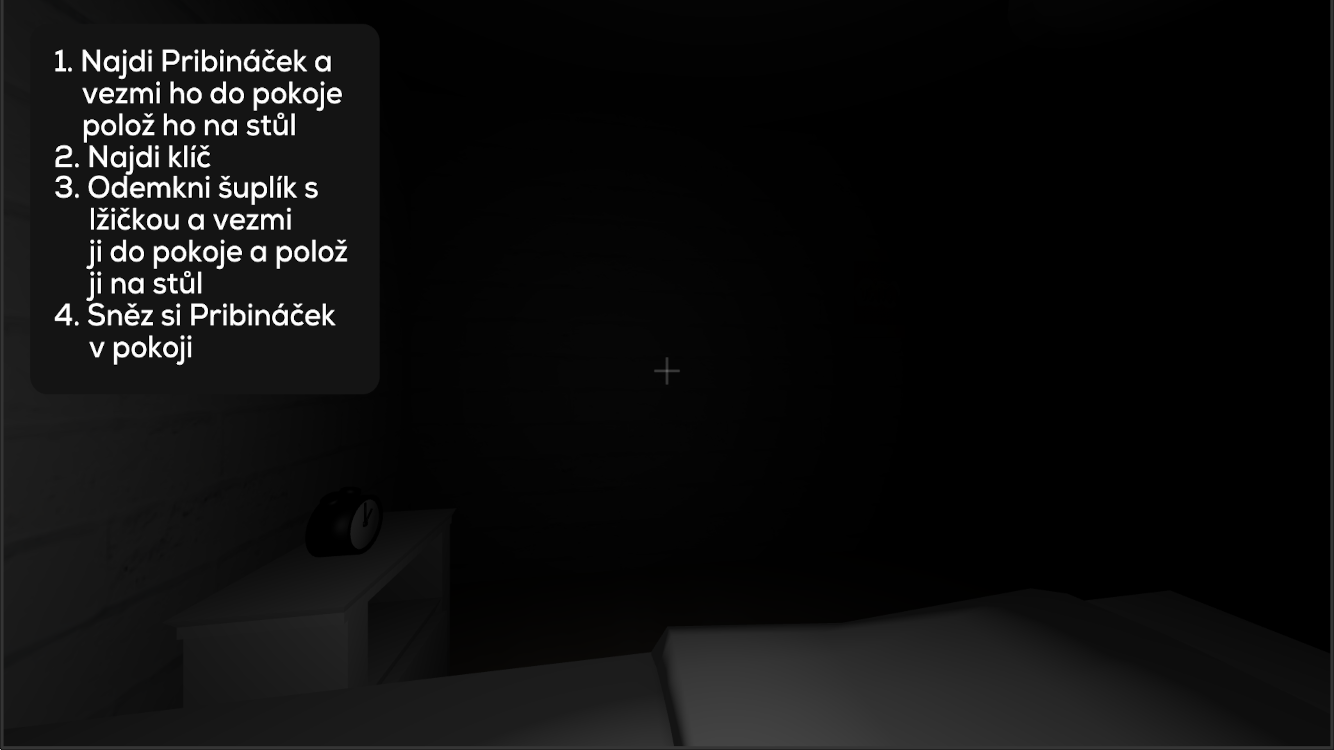 1. Najdi Pribináček a
vezmi ho do pokoje
polož ho na stůl
2. Najdi klíč
3. Odemkni šuplík s
lžičkou a vezmi
ji do pokoje a polož
ji na stůl
4. Sněz si Pribináček
v pokoji